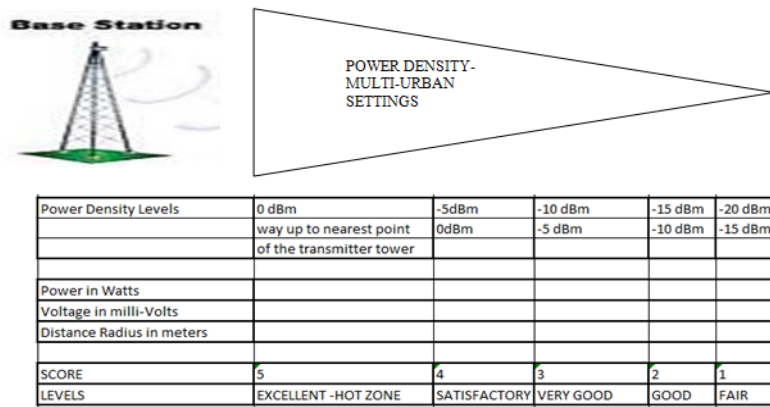 Base Station
POWER DENSITY-
MULTI-URBAN
SETTINGS
Power Density Levels 0 dBm -5dBm -10 dBm -15 dBm -20 dBm
way up to nearest point 0dBm -5 dBm -10 dBm -15 dBm
of the transmitter tower
Power in Watts
Voltage in milli-Volts
Distance Radius in meters
SCORE 5 4 3 2 1
LEVELS EXCELLENT -HOT ZONE SATISFACTORY VERY GOOD GOOD FAIR